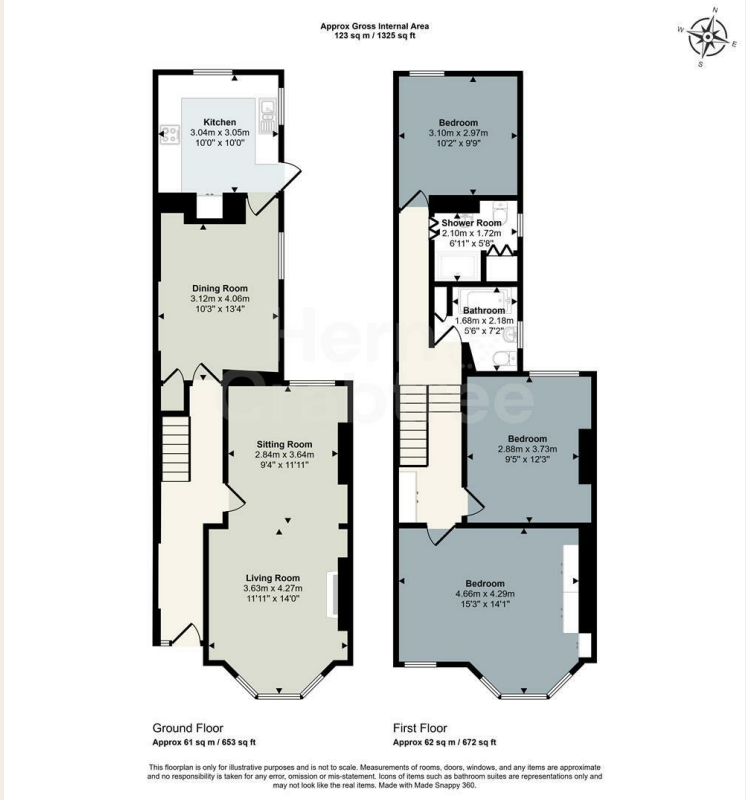 Approx Gross Internal Area
123 sq m / 1325 sq ft
N
W
E
S
Kitchen
3.04m x 3.05m
10'0" x 10'0"
Dining Room
3.12m x 4.06m
10'3" x 13'4"
Sitting Room
2.84m x 3.64m
9'4" x 11'11"
Living Room
3.63m x 4.27m
11'11" x 14'0"
Bedroom
3.10m x 2.97m
10'2" x 9'9"
Shower Room
2.10m x 1.72m
6'11" x 5'8"
Bathroom
1.68m x 2.18m
5'6" x 7'2"
Bedroom
2.88m x 3.73m
9'5" x 12'3"
Bedroom
4.66m x 4.29m
15'3" x 14'1"
Hern
Crabtree
Ground Floor
Approx 61 sq m / 653 sq ft
First Floor
Approx 62 sq m / 672 sq ft
This floorplan is only for illustrative purposes and is not to scale. Measurements of rooms, doors, windows, and any items are approximate
and no responsibility is taken for any error, omission or mis-statement. Icons of items such as bathroom suites are representations only and
may not look like the real items. Made with Made Snappy 360.